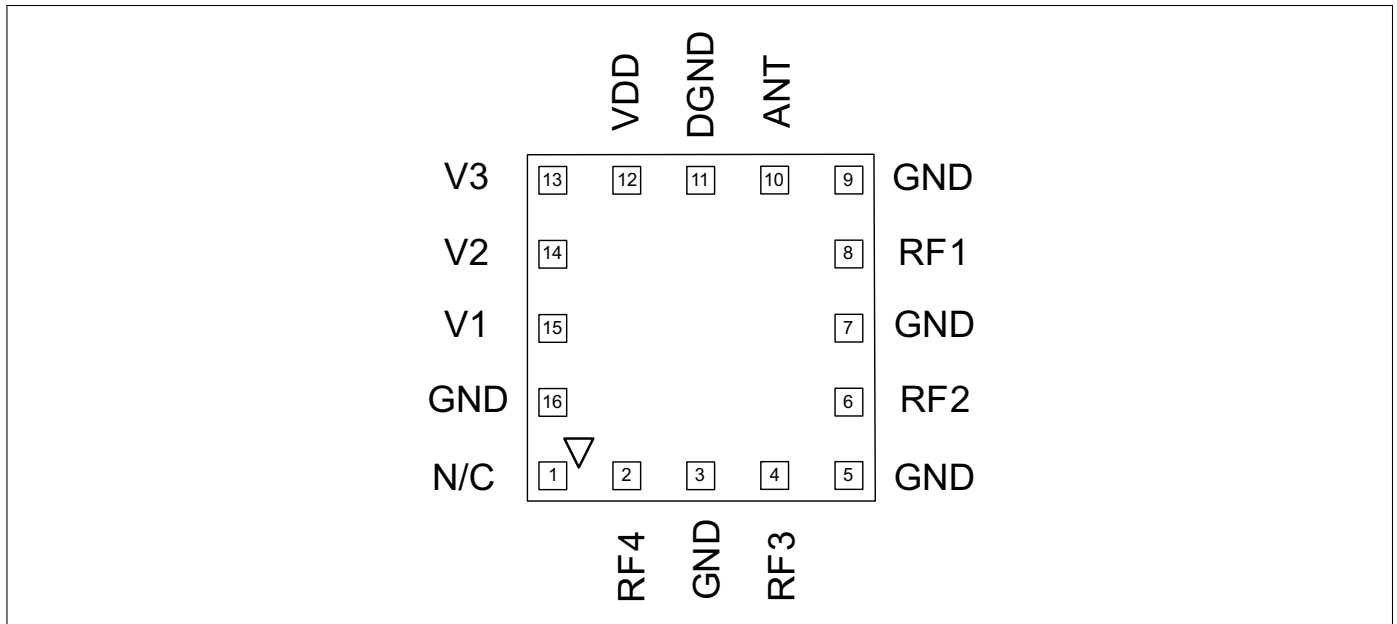 VDD DGND ANT
V3 13 12 11 10 9 GND
V2 14 8 RF1
V1 15 7 GND
GND 16 6 RF2
N/C 1 2 3 4 5 GND
RF4 GND RF3